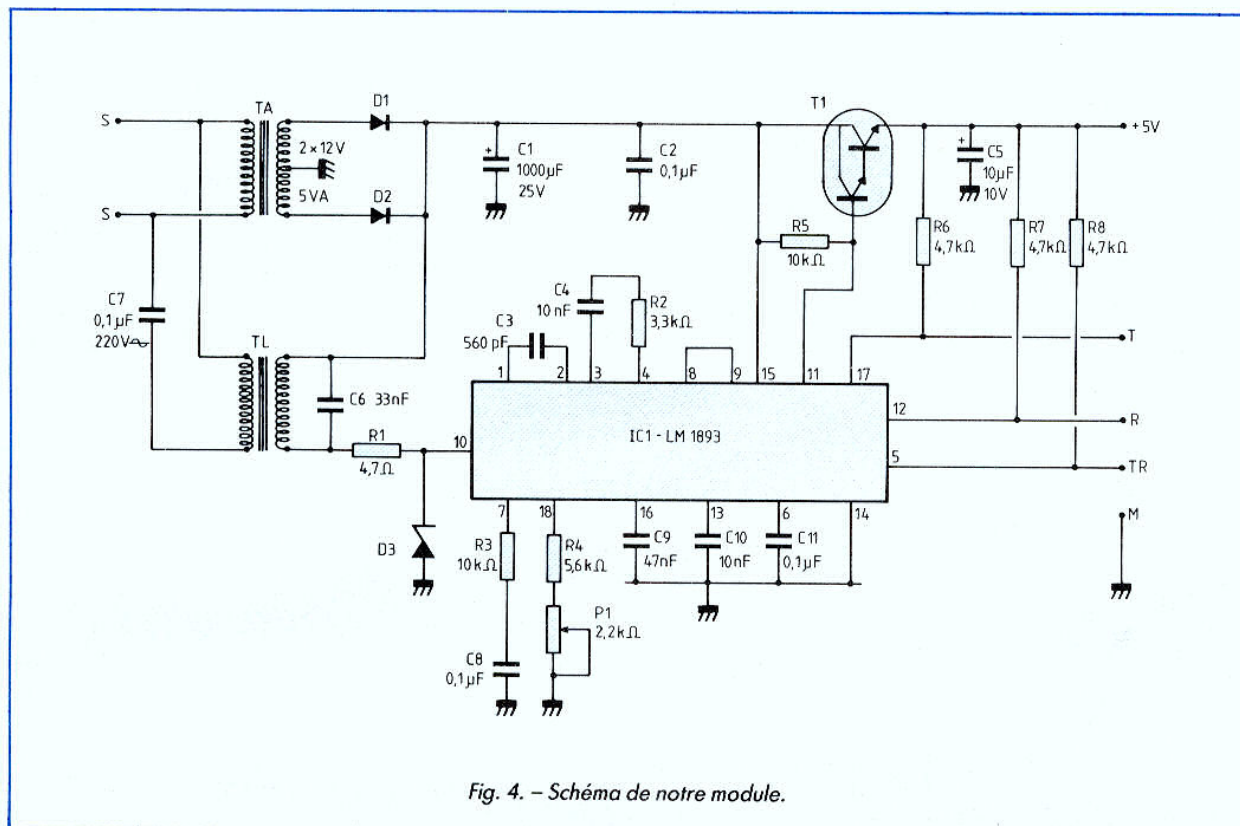 TA
D1
T1
S
+5V
2×12V
C1
1000µF
25V
+
C2
0,1µF
+
C5
10µF
10V
5VA
D2
S
R5
10kΩ
R6
4,7kΩ
R7
4,7kΩ
R8
4,7kΩ
C7
0,1µF
220V~
C4
10nF
R2
3,3kΩ
C3
560 pF
TL
T
1
2
3
4
8
9
15
11
17
C6 33nF
12
R
R1
4,7Ω
10
IC1 - LM 1893
5
TR
7
18
16
13
6
14
M
D3
R3
10kΩ
R4
5,6kΩ
C9
47nF
C10
10nF
C11
0,1µF
P1
2,2kΩ
C8
0,1µF
Fig. 4. – Schéma de notre module.